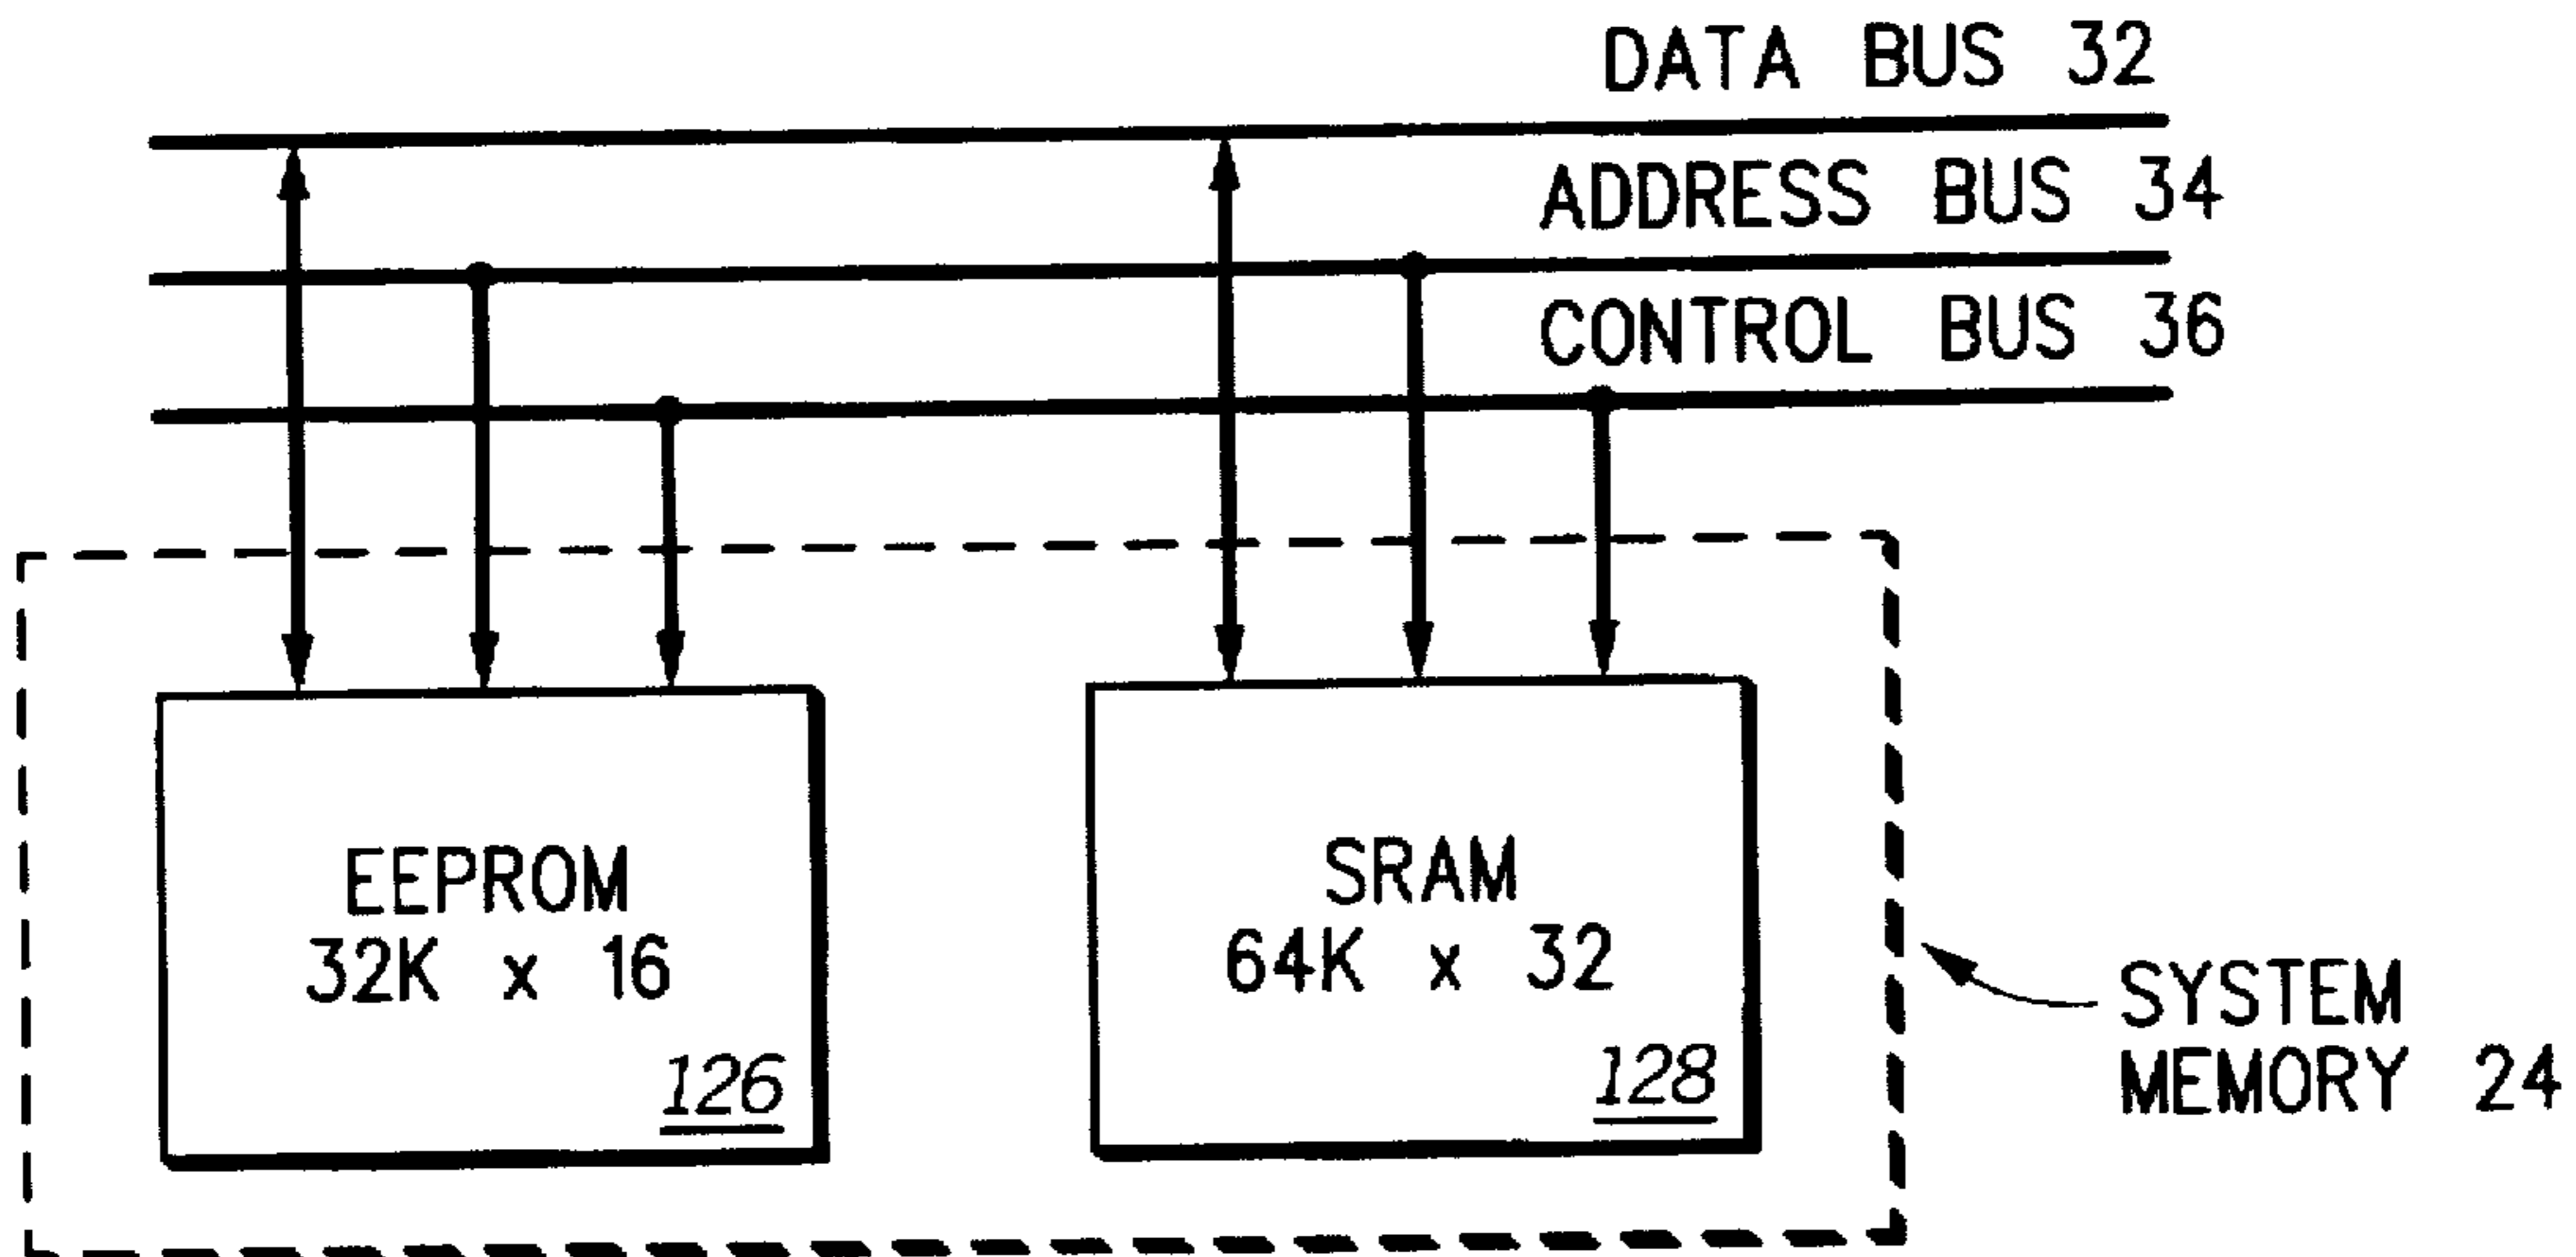 DATA BUS 32
ADDRESS BUS 34
CONTROL BUS 36
EEPROM
32K x 16
126
SRAM
64K x 32
128
SYSTEM
MEMORY 24